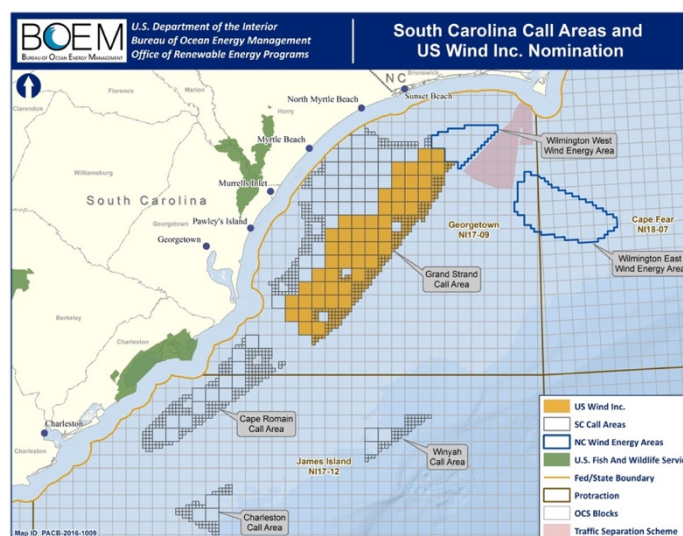 BOEM
BUREAU OF OCEAN ENERGY MANAGEMENT
U.S. Department of the Interior
Bureau of Ocean Energy Management
Office of Renewable Energy Programs
South Carolina Call Areas and
US Wind Inc. Nomination
Clarendon
Florence
Marion
Horry
NC
Brunswick
Sunset Beach
North Myrtle Beach
Myrtle Beach
Wilmington West
Wind Energy Area
Williamsburg
Murrells Inlet
South Carolina
Pawley's Island
Georgetown
Georgetown
Georgetown
NI17-09
Cape Fear
NI18-07
Grand Strand
Call Area
Wilmington East
Wind Energy Area
Berkeley
Charleston
Charleston
Charleston
Cape Romain
Call Area
James Island
NI17-12
Winyah
Call Area
Charleston
Call Area
US Wind Inc.
SC Call Areas
NC Wind Energy Areas
U.S. Fish And Wildlife Service
Fed/State Boundary
Protraction
OCS Blocks
Traffic Separation Scheme
Map ID: PACB-2016-1009